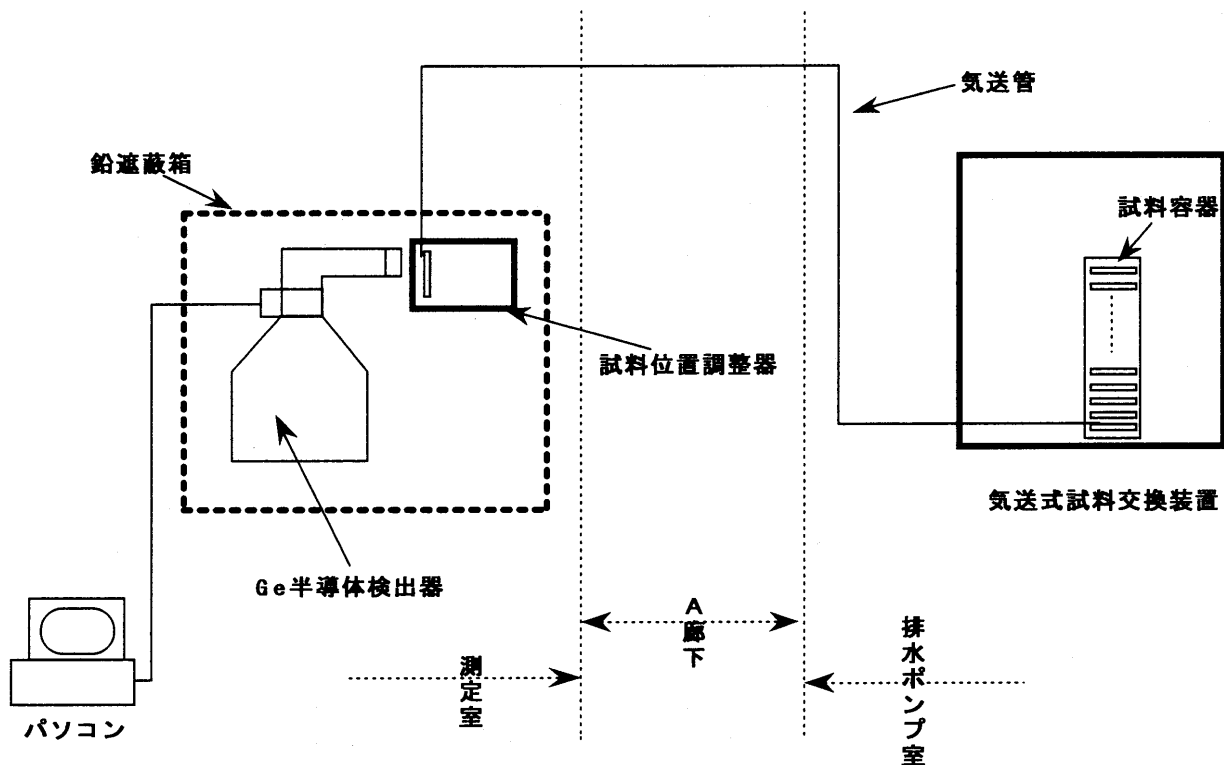 気送管
鉛遮蔽箱
試料容器
試料位置調整器
気送式試料交換装置
Ge半導体検出器
A廊下
測定室
排水ポンプ室
パソコン